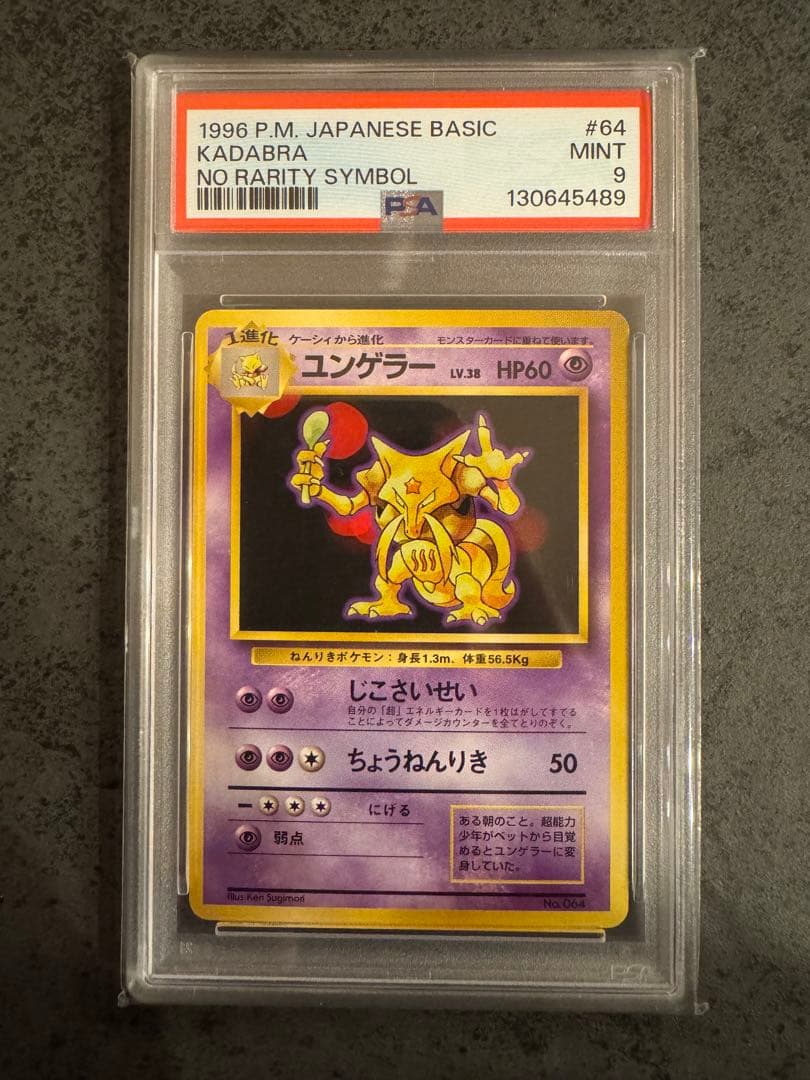 1996 P.M. JAPANESE BASIC #64
KADABRA MINT
NO RARITY SYMBOL 9
PSA 130645489
1進化 ケーシィから進化 モンスターカードに重ねて使います。
ユンゲラー LV.38 HP60
ねんりきポケモン：身長1.3m、体重56.5Kg
じこさいせい
自分の「超」エネルギーカードを1枚はがしてすてる
ことによってダメージカウンターを全てとりのぞく。
ちょうねんりき 50
にげる
弱点
ある朝のこと。超能力
少年がベットから目覚
めるとユンゲラーに変
身していた。
Illus. Ken Sugimori No. 064